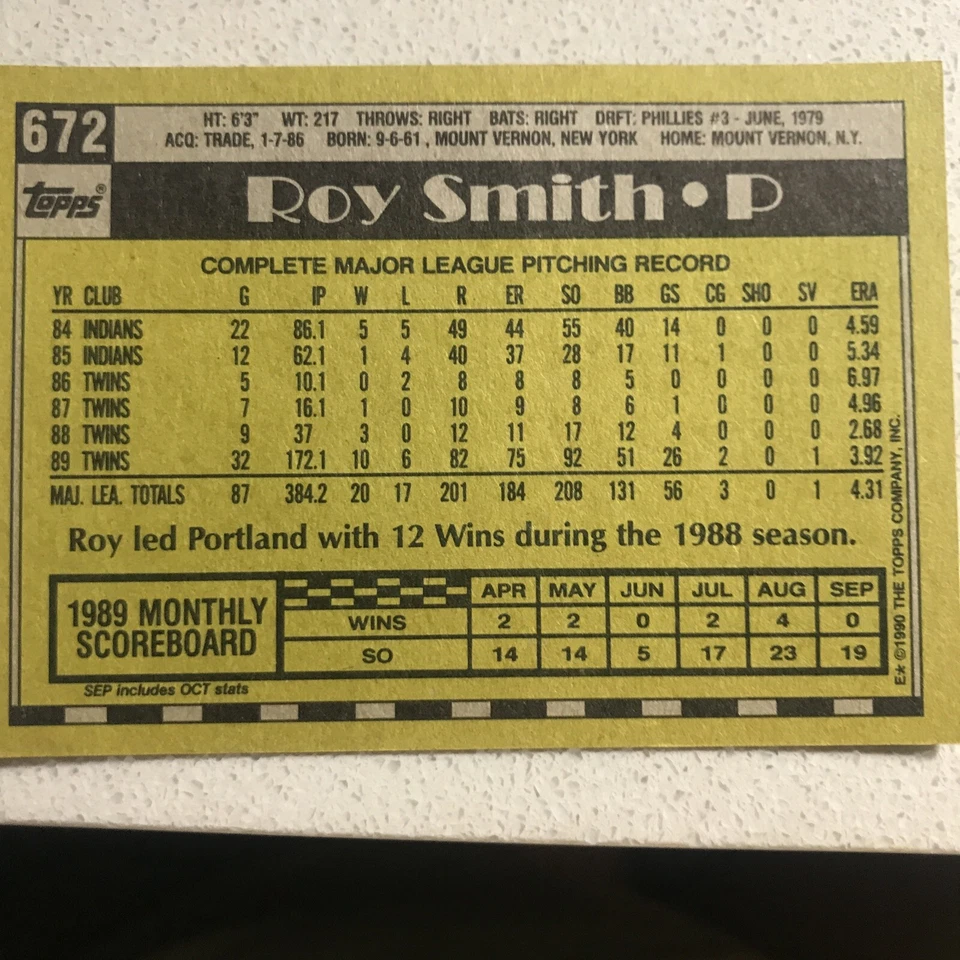 672
HT: 6'3" WT: 217 THROWS: RIGHT BATS: RIGHT DRFT: PHILLIES #3 - JUNE, 1979
ACQ: TRADE, 1-7-86 BORN: 9-6-61 , MOUNT VERNON, NEW YORK HOME: MOUNT VERNON, N.Y.
Topps®
Roy Smith • P
COMPLETE MAJOR LEAGUE PITCHING RECORD
YR CLUB G IP W L R ER SO BB GS CG SHO SV ERA
84 INDIANS 22 86.1 5 5 49 44 55 40 14 0 0 0 4.59
85 INDIANS 12 62.1 1 4 40 37 28 17 11 1 0 0 5.34
86 TWINS 5 10.1 0 2 8 8 8 5 0 0 0 0 6.97
87 TWINS 7 16.1 1 0 10 9 8 6 1 0 0 0 4.96
88 TWINS 9 37 3 0 12 11 17 12 4 0 0 0 2.68
89 TWINS 32 172.1 10 6 82 75 92 51 26 2 0 1 3.92
MAJ. LEA. TOTALS 87 384.2 20 17 201 184 208 131 56 3 0 1 4.31
Roy led Portland with 12 Wins during the 1988 season.
1989 MONTHLY
SCOREBOARD
APR MAY JUN JUL AUG SEP
WINS 2 2 0 2 4 0
SO 14 14 5 17 23 19
SEP includes OCT stats
E* ©1990 THE TOPPS COMPANY, INC.